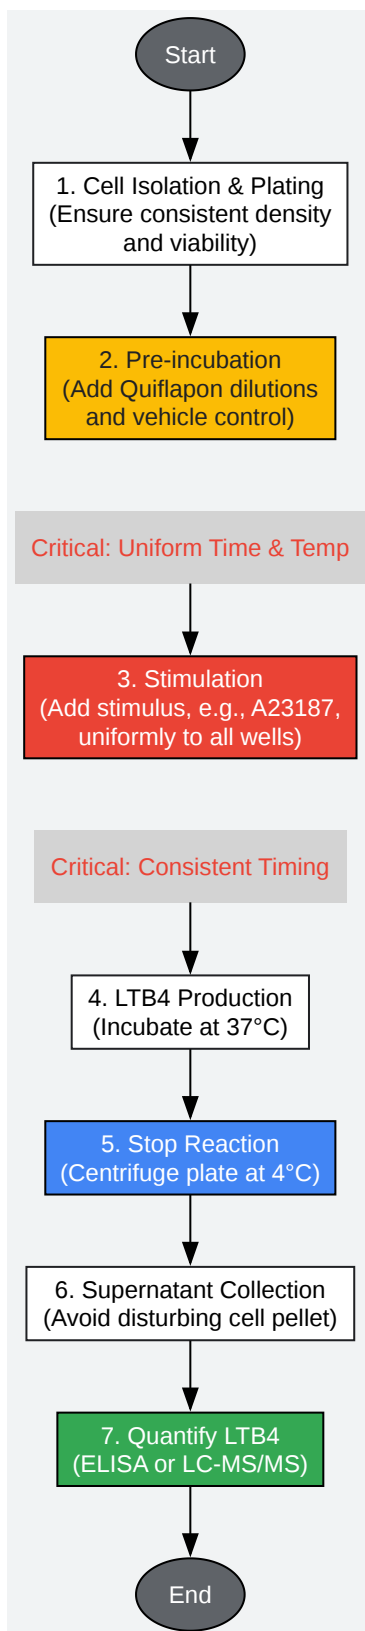 Start
1. Cell Isolation & Plating
(Ensure consistent density
and viability)
2. Pre-incubation
(Add Quiflapon dilutions
and vehicle control)
Critical: Uniform Time & Temp
3. Stimulation
(Add stimulus, e.g., A23187,
uniformly to all wells)
Critical: Consistent Timing
4. LTB4 Production
(Incubate at 37°C)
5. Stop Reaction
(Centrifuge plate at 4°C)
6. Supernatant Collection
(Avoid disturbing cell pellet)
7. Quantify LTB4
(ELISA or LC-MS/MS)
End